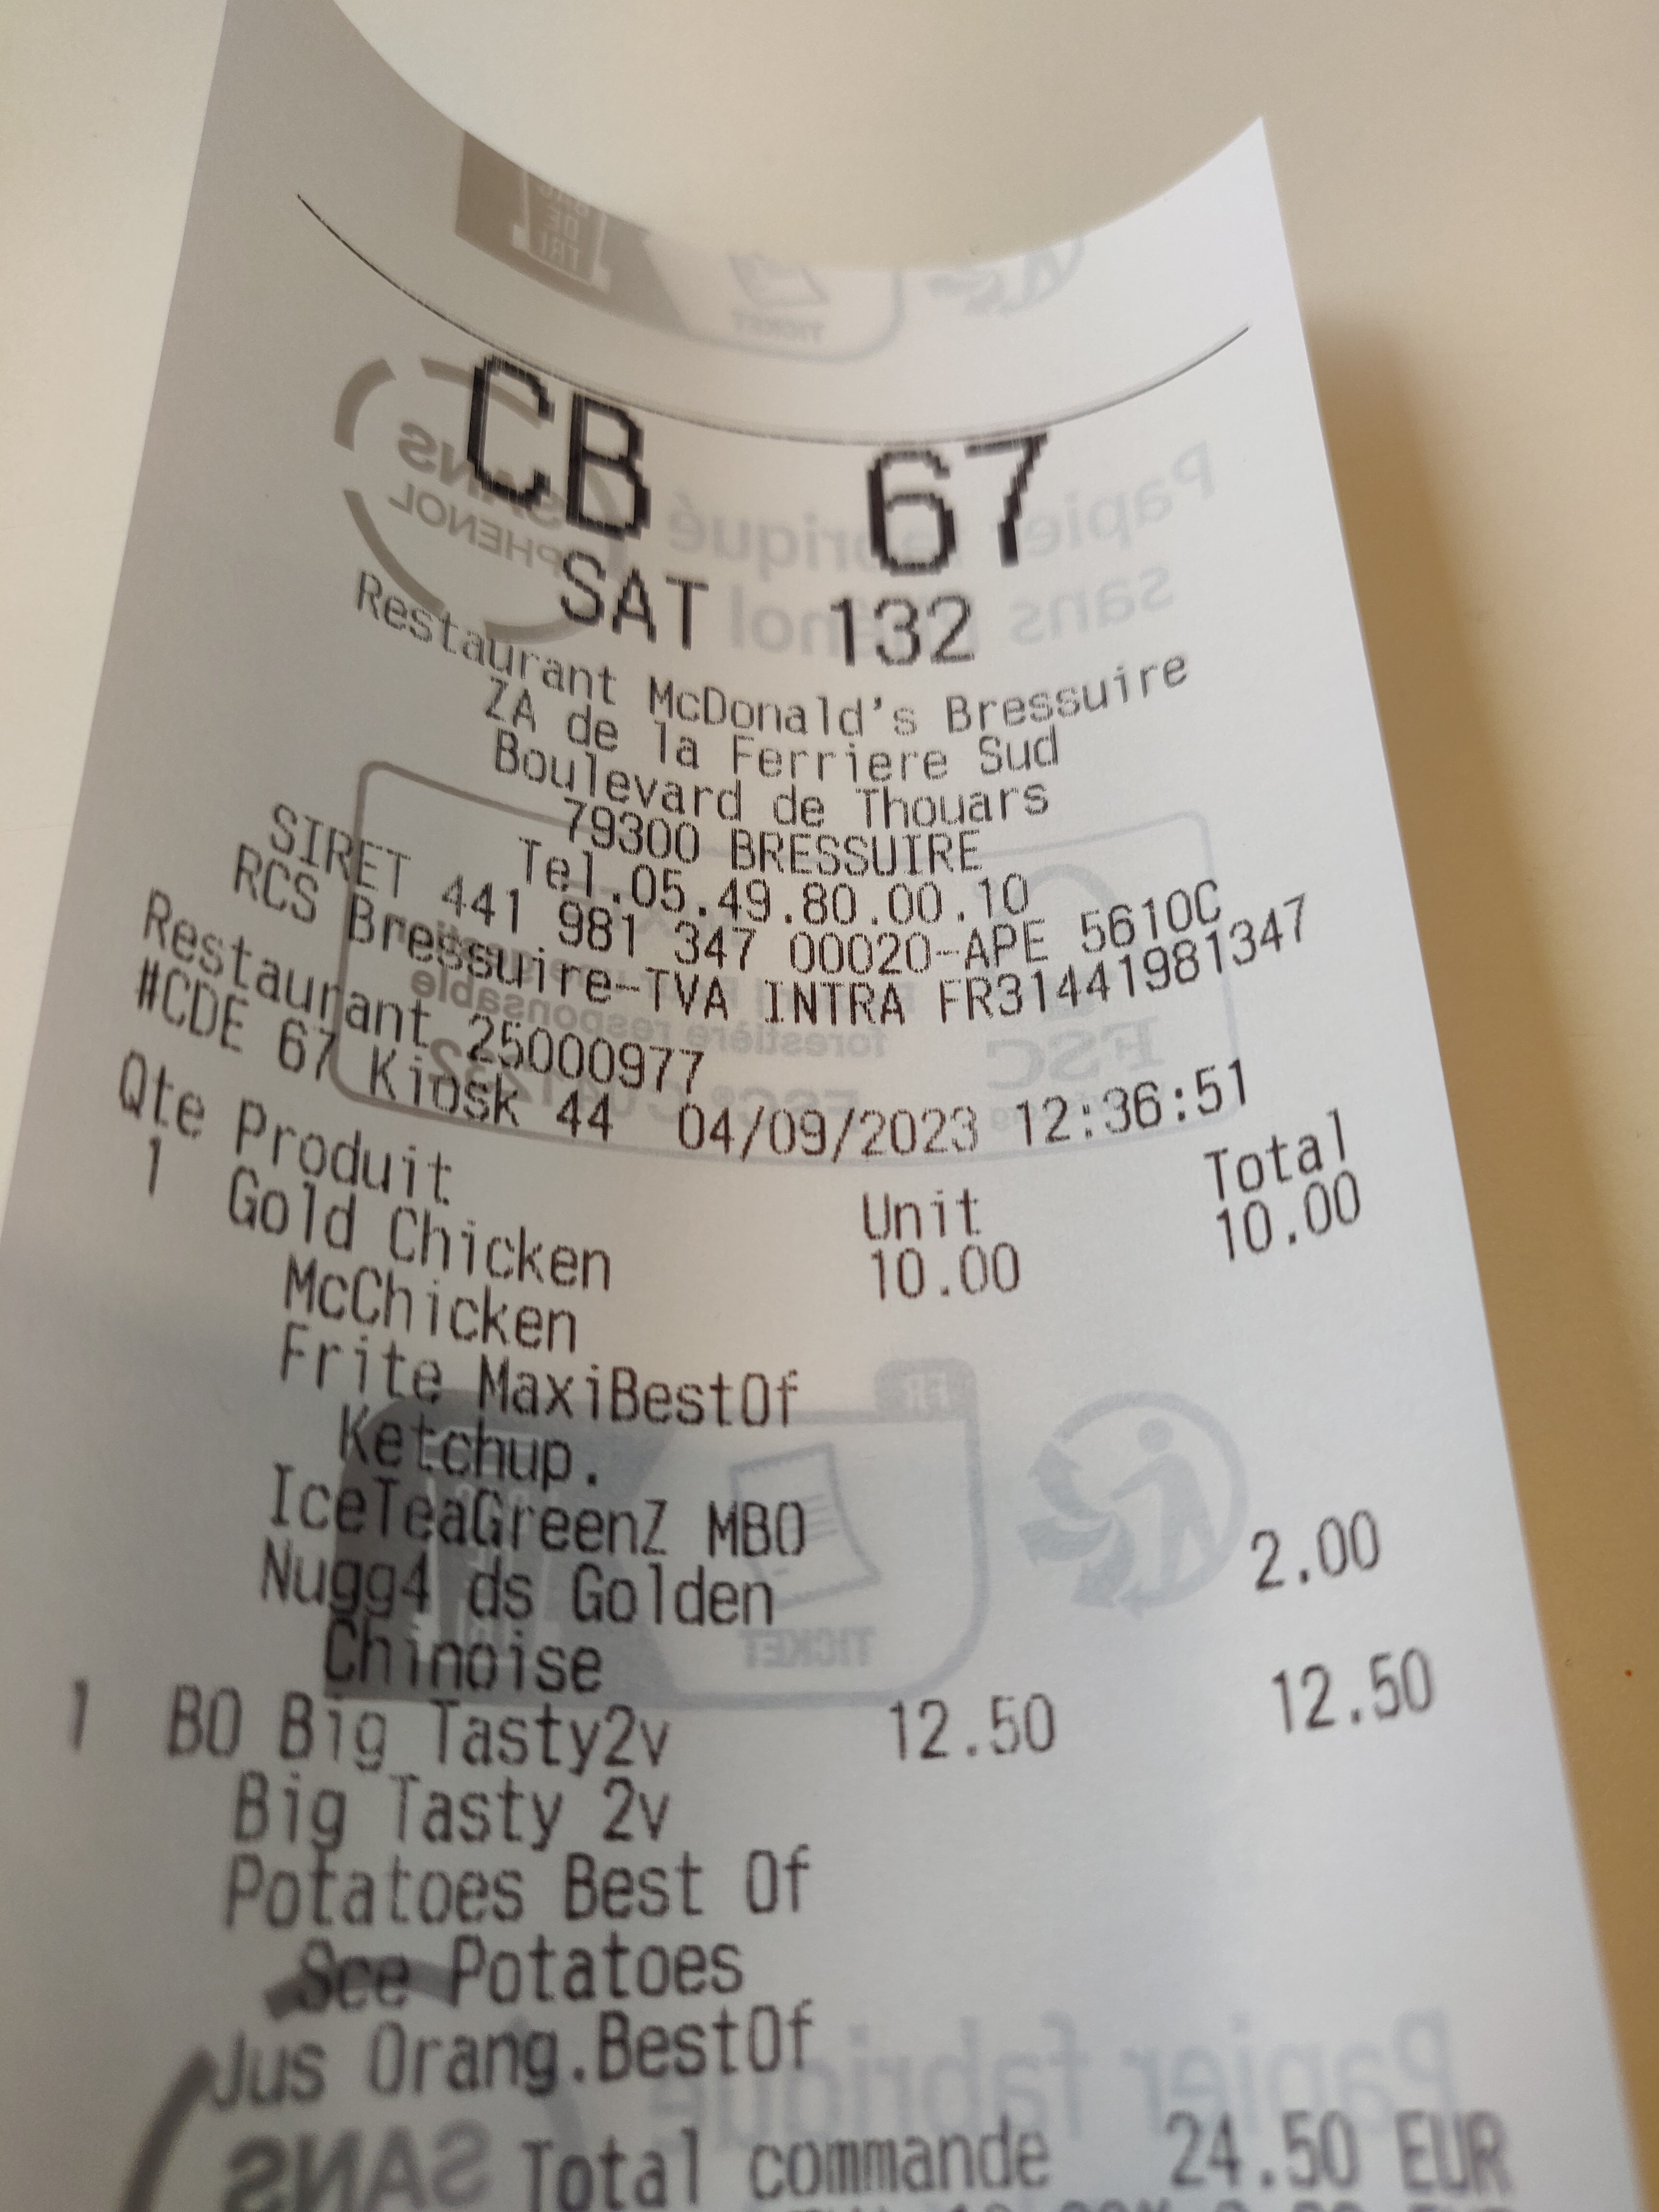 CB 67
SAT 132
Restaurant McDonald's Bressuire
ZA de la Ferriere Sud
Boulevard de Thouars
79300 BRESSUIRE
Tel.05.49.80.00.10
SIRET 441 981 347 00020-APE 5610C
RCS Bressuire-TVA INTRA FR31441981347
Restaurant 25000977
#CDE 67 Kiosk 44 04/09/2023 12:36:51
Qte Produit Unit Total
1 Gold Chicken 10.00 10.00
McChicken
Frite MaxiBestOf
Ketchup.
IceTeaGreenZ MBO
Nugg4 ds Golden 2.00
Chinoise
1 BO Big Tasty2v 12.50 12.50
Big Tasty 2v
Potatoes Best Of
Sce Potatoes
Jus Orang.BestOf
Total commande 24.50 EUR